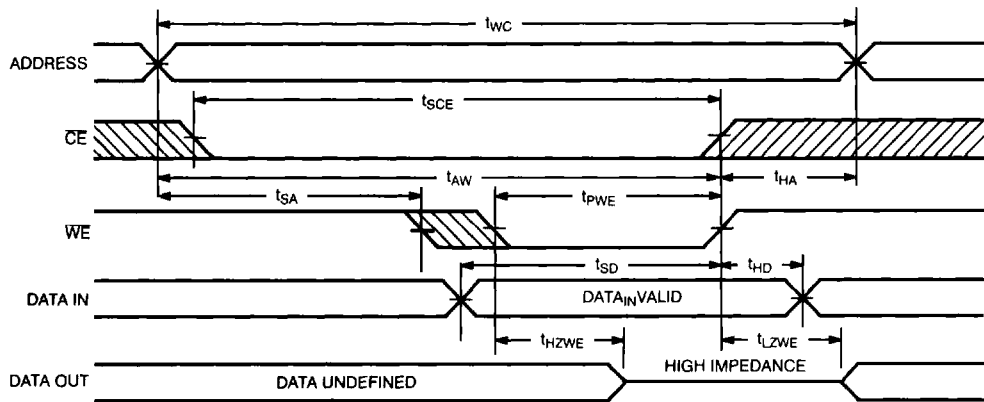 tWC
ADDRESS
tSCE
CE
tAW
tHA
tSA
tPWE
WE
tSD
tHD
DATA IN
DATAINVALID
tHZWE
tLZWE
HIGH IMPEDANCE
DATA OUT
DATA UNDEFINED